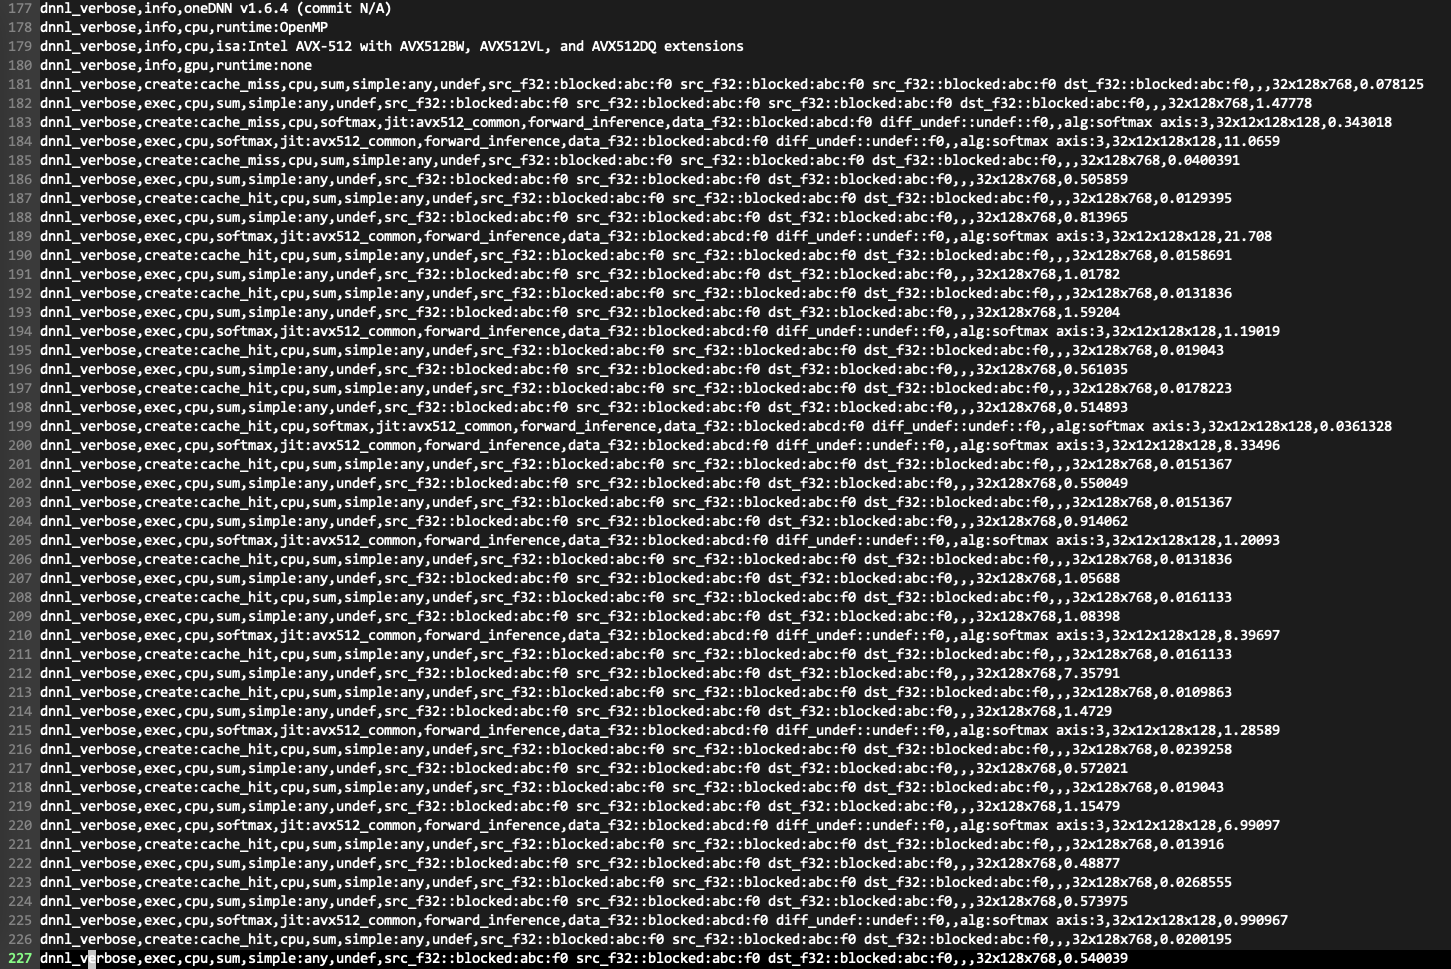 177 dnnl_verbose,info,oneDNN v1.6.4 (commit N/A)
178 dnnl_verbose,info,cpu,runtime:OpenMP
179 dnnl_verbose,info,cpu,isa:Intel AVX-512 with AVX512BW, AVX512VL, and AVX512DQ extensions
180 dnnl_verbose,info,gpu,runtime:none
181 dnnl_verbose,create:cache_miss,cpu,sum,simple:any,undef,src_f32::blocked:abc:f0 src_f32::blocked:abc:f0 src_f32::blocked:abc:f0 dst_f32::blocked:abc:f0,,,32x128x768,0.078125
182 dnnl_verbose,exec,cpu,sum,simple:any,undef,src_f32::blocked:abc:f0 src_f32::blocked:abc:f0 src_f32::blocked:abc:f0 dst_f32::blocked:abc:f0,,,32x128x768,1.47778
183 dnnl_verbose,create:cache_miss,cpu,softmax,jit:avx512_common,forward_inference,data_f32::blocked:abcd:f0 diff_undef::undef::f0,,alg:softmax axis:3,32x12x128x128,0.343018
184 dnnl_verbose,exec,cpu,softmax,jit:avx512_common,forward_inference,data_f32::blocked:abcd:f0 diff_undef::undef::f0,,alg:softmax axis:3,32x12x128x128,11.0659
185 dnnl_verbose,create:cache_miss,cpu,sum,simple:any,undef,src_f32::blocked:abc:f0 src_f32::blocked:abc:f0 dst_f32::blocked:abc:f0,,,32x128x768,0.0400391
186 dnnl_verbose,exec,cpu,sum,simple:any,undef,src_f32::blocked:abc:f0 src_f32::blocked:abc:f0 dst_f32::blocked:abc:f0,,,32x128x768,0.505859
187 dnnl_verbose,create:cache_hit,cpu,sum,simple:any,undef,src_f32::blocked:abc:f0 src_f32::blocked:abc:f0 dst_f32::blocked:abc:f0,,,32x128x768,0.0129395
188 dnnl_verbose,exec,cpu,sum,simple:any,undef,src_f32::blocked:abc:f0 src_f32::blocked:abc:f0 dst_f32::blocked:abc:f0,,,32x128x768,0.813965
189 dnnl_verbose,exec,cpu,softmax,jit:avx512_common,forward_inference,data_f32::blocked:abcd:f0 diff_undef::undef::f0,,alg:softmax axis:3,32x12x128x128,21.708
190 dnnl_verbose,create:cache_hit,cpu,sum,simple:any,undef,src_f32::blocked:abc:f0 src_f32::blocked:abc:f0 dst_f32::blocked:abc:f0,,,32x128x768,0.0158691
191 dnnl_verbose,exec,cpu,sum,simple:any,undef,src_f32::blocked:abc:f0 src_f32::blocked:abc:f0 dst_f32::blocked:abc:f0,,,32x128x768,1.01782
192 dnnl_verbose,create:cache_hit,cpu,sum,simple:any,undef,src_f32::blocked:abc:f0 src_f32::blocked:abc:f0 dst_f32::blocked:abc:f0,,,32x128x768,0.0131836
193 dnnl_verbose,exec,cpu,sum,simple:any,undef,src_f32::blocked:abc:f0 src_f32::blocked:abc:f0 dst_f32::blocked:abc:f0,,,32x128x768,1.59204
194 dnnl_verbose,exec,cpu,softmax,jit:avx512_common,forward_inference,data_f32::blocked:abcd:f0 diff_undef::undef::f0,,alg:softmax axis:3,32x12x128x128,1.19019
195 dnnl_verbose,create:cache_hit,cpu,sum,simple:any,undef,src_f32::blocked:abc:f0 src_f32::blocked:abc:f0 dst_f32::blocked:abc:f0,,,32x128x768,0.019043
196 dnnl_verbose,exec,cpu,sum,simple:any,undef,src_f32::blocked:abc:f0 src_f32::blocked:abc:f0 dst_f32::blocked:abc:f0,,,32x128x768,0.561035
197 dnnl_verbose,create:cache_hit,cpu,sum,simple:any,undef,src_f32::blocked:abc:f0 src_f32::blocked:abc:f0 dst_f32::blocked:abc:f0,,,32x128x768,0.0178223
198 dnnl_verbose,exec,cpu,sum,simple:any,undef,src_f32::blocked:abc:f0 src_f32::blocked:abc:f0 dst_f32::blocked:abc:f0,,,32x128x768,0.514893
199 dnnl_verbose,create:cache_hit,cpu,softmax,jit:avx512_common,forward_inference,data_f32::blocked:abcd:f0 diff_undef::undef::f0,,alg:softmax axis:3,32x12x128x128,0.0361328
200 dnnl_verbose,exec,cpu,softmax,jit:avx512_common,forward_inference,data_f32::blocked:abcd:f0 diff_undef::undef::f0,,alg:softmax axis:3,32x12x128x128,8.33496
201 dnnl_verbose,create:cache_hit,cpu,sum,simple:any,undef,src_f32::blocked:abc:f0 src_f32::blocked:abc:f0 dst_f32::blocked:abc:f0,,,32x128x768,0.0151367
202 dnnl_verbose,exec,cpu,sum,simple:any,undef,src_f32::blocked:abc:f0 src_f32::blocked:abc:f0 dst_f32::blocked:abc:f0,,,32x128x768,0.550049
203 dnnl_verbose,create:cache_hit,cpu,sum,simple:any,undef,src_f32::blocked:abc:f0 src_f32::blocked:abc:f0 dst_f32::blocked:abc:f0,,,32x128x768,0.0151367
204 dnnl_verbose,exec,cpu,sum,simple:any,undef,src_f32::blocked:abc:f0 src_f32::blocked:abc:f0 dst_f32::blocked:abc:f0,,,32x128x768,0.914062
205 dnnl_verbose,exec,cpu,softmax,jit:avx512_common,forward_inference,data_f32::blocked:abcd:f0 diff_undef::undef::f0,,alg:softmax axis:3,32x12x128x128,1.20093
206 dnnl_verbose,create:cache_hit,cpu,sum,simple:any,undef,src_f32::blocked:abc:f0 src_f32::blocked:abc:f0 dst_f32::blocked:abc:f0,,,32x128x768,0.0131836
207 dnnl_verbose,exec,cpu,sum,simple:any,undef,src_f32::blocked:abc:f0 src_f32::blocked:abc:f0 dst_f32::blocked:abc:f0,,,32x128x768,1.05688
208 dnnl_verbose,create:cache_hit,cpu,sum,simple:any,undef,src_f32::blocked:abc:f0 src_f32::blocked:abc:f0 dst_f32::blocked:abc:f0,,,32x128x768,0.0161133
209 dnnl_verbose,exec,cpu,sum,simple:any,undef,src_f32::blocked:abc:f0 src_f32::blocked:abc:f0 dst_f32::blocked:abc:f0,,,32x128x768,1.08398
210 dnnl_verbose,exec,cpu,softmax,jit:avx512_common,forward_inference,data_f32::blocked:abcd:f0 diff_undef::undef::f0,,alg:softmax axis:3,32x12x128x128,8.39697
211 dnnl_verbose,create:cache_hit,cpu,sum,simple:any,undef,src_f32::blocked:abc:f0 src_f32::blocked:abc:f0 dst_f32::blocked:abc:f0,,,32x128x768,0.0161133
212 dnnl_verbose,exec,cpu,sum,simple:any,undef,src_f32::blocked:abc:f0 src_f32::blocked:abc:f0 dst_f32::blocked:abc:f0,,,32x128x768,7.35791
213 dnnl_verbose,create:cache_hit,cpu,sum,simple:any,undef,src_f32::blocked:abc:f0 src_f32::blocked:abc:f0 dst_f32::blocked:abc:f0,,,32x128x768,0.0109863
214 dnnl_verbose,exec,cpu,sum,simple:any,undef,src_f32::blocked:abc:f0 src_f32::blocked:abc:f0 dst_f32::blocked:abc:f0,,,32x128x768,1.4729
215 dnnl_verbose,exec,cpu,softmax,jit:avx512_common,forward_inference,data_f32::blocked:abcd:f0 diff_undef::undef::f0,,alg:softmax axis:3,32x12x128x128,1.28589
216 dnnl_verbose,create:cache_hit,cpu,sum,simple:any,undef,src_f32::blocked:abc:f0 src_f32::blocked:abc:f0 dst_f32::blocked:abc:f0,,,32x128x768,0.0239258
217 dnnl_verbose,exec,cpu,sum,simple:any,undef,src_f32::blocked:abc:f0 src_f32::blocked:abc:f0 dst_f32::blocked:abc:f0,,,32x128x768,0.572021
218 dnnl_verbose,create:cache_hit,cpu,sum,simple:any,undef,src_f32::blocked:abc:f0 src_f32::blocked:abc:f0 dst_f32::blocked:abc:f0,,,32x128x768,0.019043
219 dnnl_verbose,exec,cpu,sum,simple:any,undef,src_f32::blocked:abc:f0 src_f32::blocked:abc:f0 dst_f32::blocked:abc:f0,,,32x128x768,1.15479
220 dnnl_verbose,exec,cpu,softmax,jit:avx512_common,forward_inference,data_f32::blocked:abcd:f0 diff_undef::undef::f0,,alg:softmax axis:3,32x12x128x128,6.99097
221 dnnl_verbose,create:cache_hit,cpu,sum,simple:any,undef,src_f32::blocked:abc:f0 src_f32::blocked:abc:f0 dst_f32::blocked:abc:f0,,,32x128x768,0.013916
222 dnnl_verbose,exec,cpu,sum,simple:any,undef,src_f32::blocked:abc:f0 src_f32::blocked:abc:f0 dst_f32::blocked:abc:f0,,,32x128x768,0.48877
223 dnnl_verbose,create:cache_hit,cpu,sum,simple:any,undef,src_f32::blocked:abc:f0 src_f32::blocked:abc:f0 dst_f32::blocked:abc:f0,,,32x128x768,0.0268555
224 dnnl_verbose,exec,cpu,sum,simple:any,undef,src_f32::blocked:abc:f0 src_f32::blocked:abc:f0 dst_f32::blocked:abc:f0,,,32x128x768,0.573975
225 dnnl_verbose,exec,cpu,softmax,jit:avx512_common,forward_inference,data_f32::blocked:abcd:f0 diff_undef::undef::f0,,alg:softmax axis:3,32x12x128x128,0.990967
226 dnnl_verbose,create:cache_hit,cpu,sum,simple:any,undef,src_f32::blocked:abc:f0 src_f32::blocked:abc:f0 dst_f32::blocked:abc:f0,,,32x128x768,0.0200195
227 dnnl_verbose,exec,cpu,sum,simple:any,undef,src_f32::blocked:abc:f0 src_f32::blocked:abc:f0 dst_f32::blocked:abc:f0,,,32x128x768,0.540039